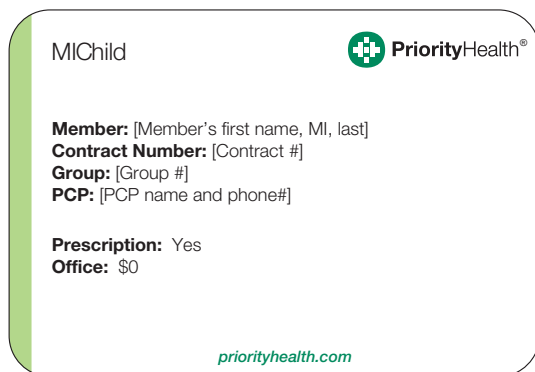 MIChild
PriorityHealth®
Member: [Member’s first name, MI, last]
Contract Number: [Contract #]
Group: [Group #]
PCP: [PCP name and phone#]
Prescription: Yes
Office: $0
priorityhealth.com